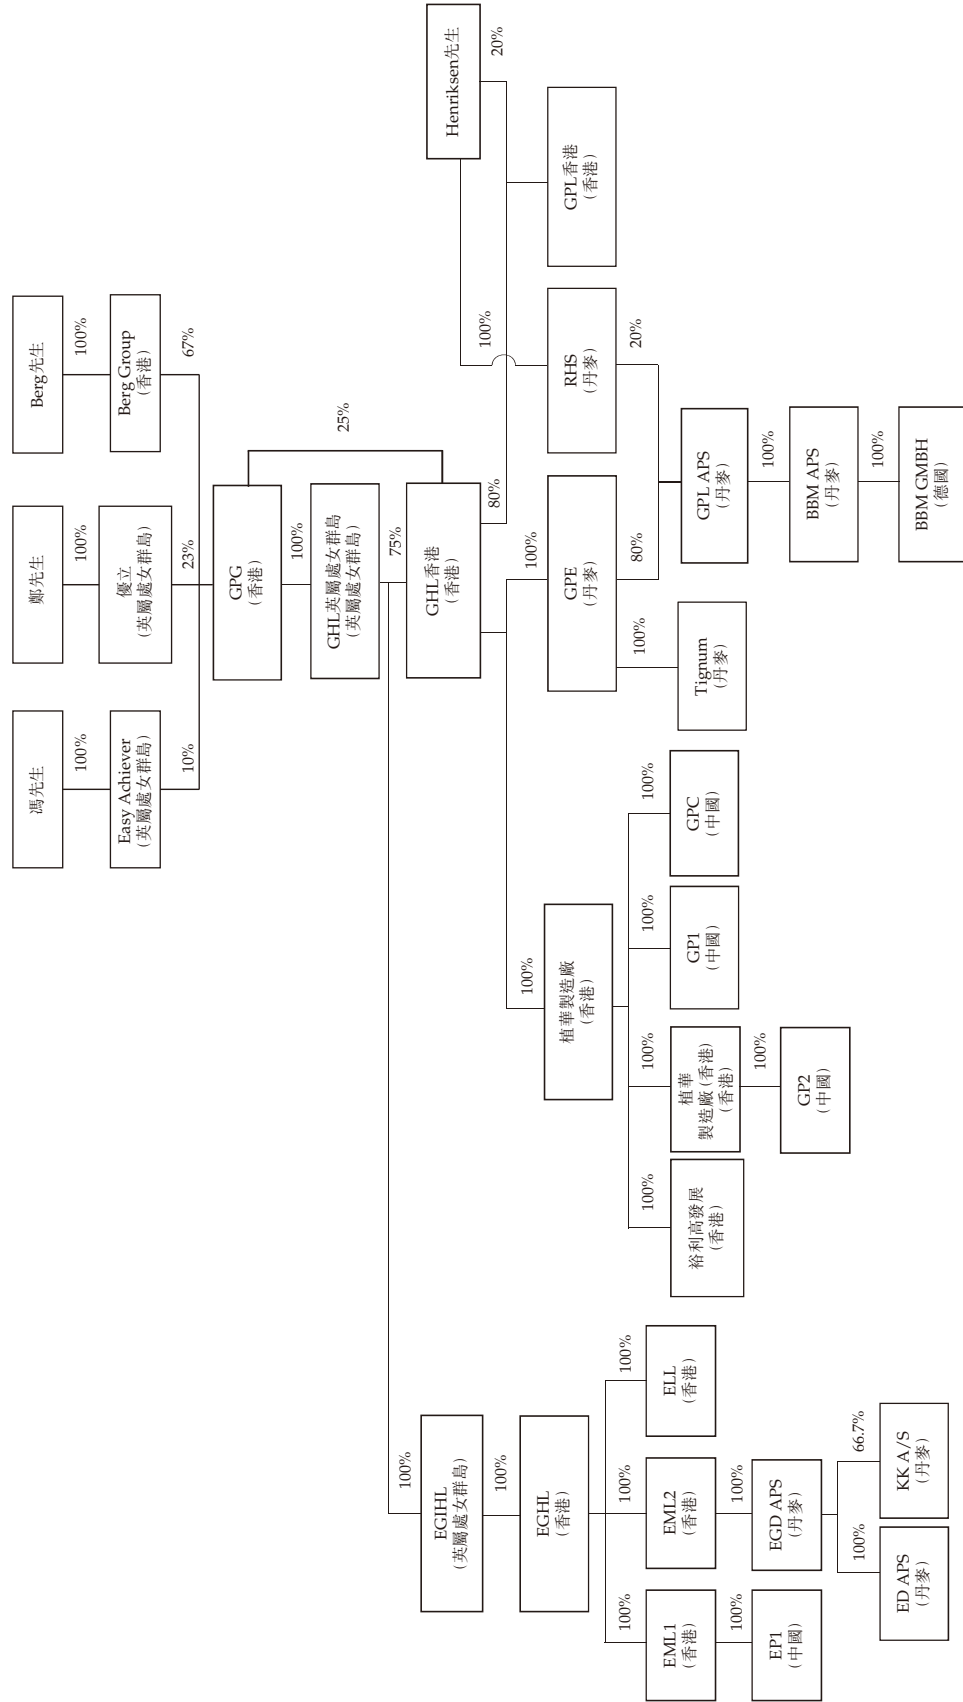 馮先生
鄭先生
Berg先生
100%
100%
100%
Easy Achiever
（英屬處女群島）
優立
（英屬處女群島）
Berg Group
（香港）
10%
23%
67%
GPG
（香港）
100%
25%
GHL英屬處女群島
（英屬處女群島）
75%
100%
EGIHL
（英屬處女群島）
GHL香港
（香港）
Henriksen先生
100%
80%
20%
EGHL
（香港）
100%
100%
100%
植華製造廠
（香港）
GPE
（丹麥）
RHS
（丹麥）
GPL香港
（香港）
100%
100%
100%
100%
100%
100%
100%
100%
80%
20%
EML1
（香港）
EML2
（香港）
ELL
（香港）
裕利高發展
（香港）
植華
製造廠（香港）
（香港）
GP1
（中國）
GPC
（中國）
Tignum
（丹麥）
GPL APS
（丹麥）
100%
100%
100%
100%
EP1
（中國）
EGD APS
（丹麥）
GP2
（中國）
BBM APS
（丹麥）
100%
66.7%
100%
ED APS
（丹麥）
KK A/S
（丹麥）
BBM GMBH
（德國）